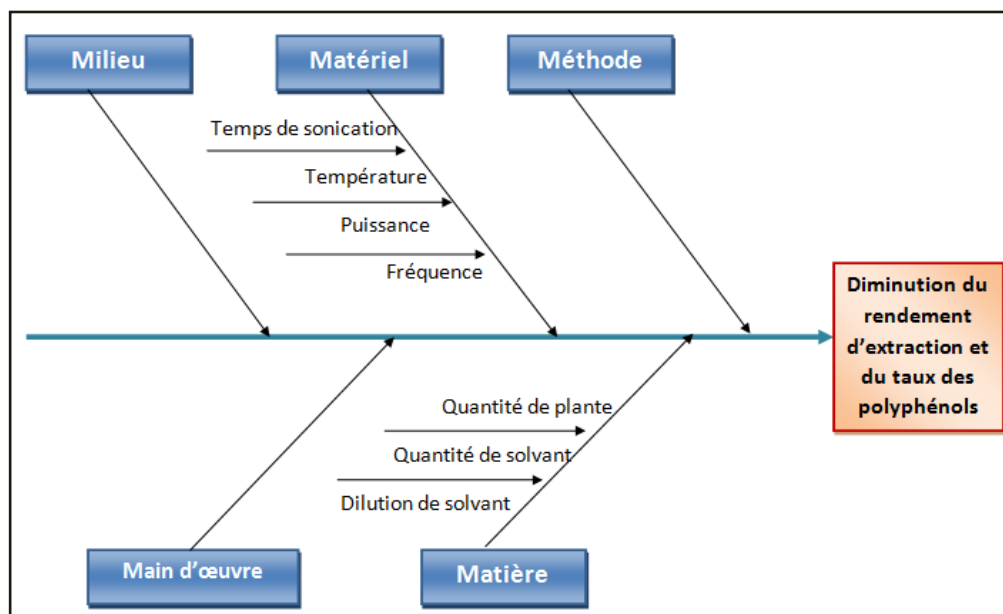 Milieu
Matériel
Méthode
Temps de sonication
Température
Puissance
Fréquence
Diminution du
rendement
d'extraction et
du taux des
polyphénols
Quantité de plante
Quantité de solvant
Dilution de solvant
Main d'œuvre
Matière